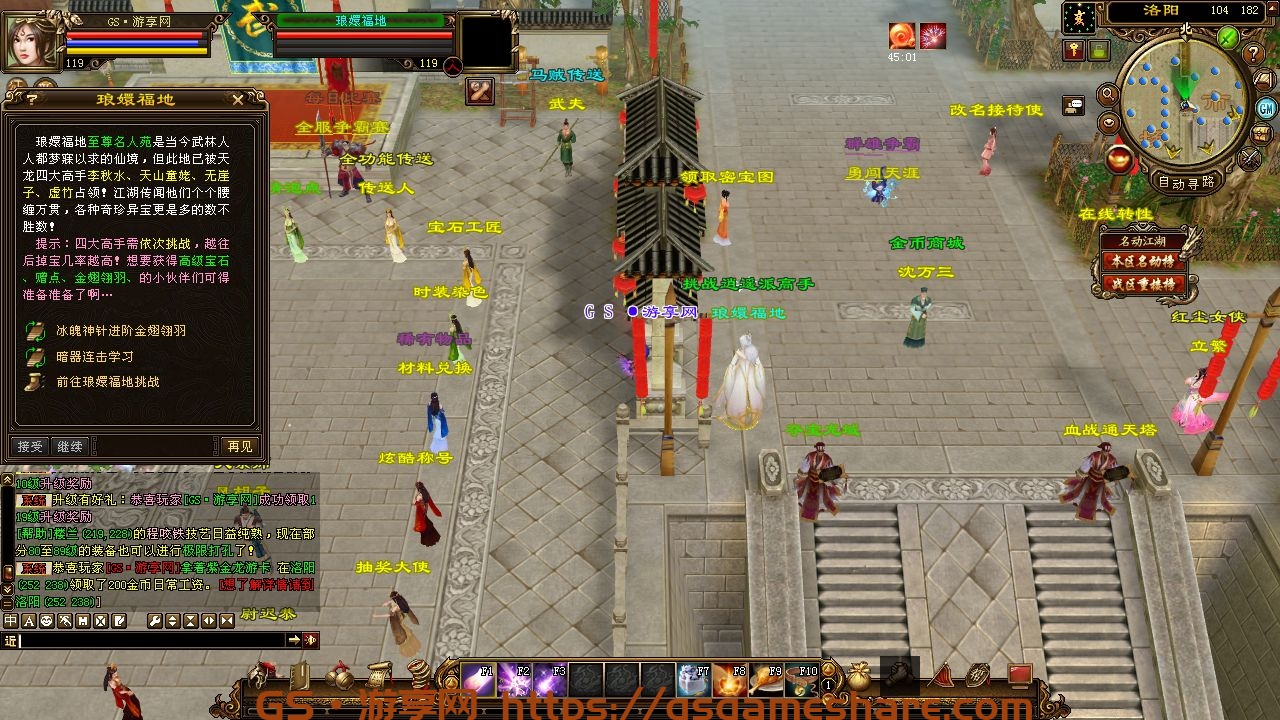 GS·游享网
119
琅嬛福地
119
洛阳 104 182
北
自动寻路
GM
45:01
名动江湖
本区名动榜
战区重楼榜
琅嬛福地
琅嬛福地至尊名人苑是当今武林人
人都梦寐以求的仙境，但此地已被天
龙四大高手李秋水、天山童姥、无崖
子、虚竹占领！江湖传闻他们个个腰
缠万贯，各种奇珍异宝更是多的数不
胜数！
提示：四大高手需依次挑战，越往
后掉宝几率越高！想要获得高级宝石
、赠点、金翅翎羽、的小伙伴们可得
准备准备了啊…
冰魄神针进阶金翅翎羽
暗器连击学习
前往琅嬛福地挑战
接受 继续 再见
马贼传送
武夫
全服争霸赛
全功能传送
传送人
宝石工匠
时装染色
稀有物品
材料兑换
炫酷称号
抽奖大使
尉迟恭
领取密宝图
挑战逍遥派高手
GS 游享网 琅嬛福地
群雄争霸
勇闯天涯
改名接待使
在线转性
金币商城
沈万三
红尘女侠
立繁
夺宝龙域
血战通天塔
10级升级奖励
升级有好礼：恭喜玩家[GS·游享网]成功领取1
19级升级奖励
[帮助]楼兰(219,228)的程咬铁技艺日益纯熟，现在部
分80至89级的装备也可以进行极限打孔了！
恭喜玩家[GS·游享网]拿着紫金龙游卡 在洛阳
(252 238)领取了200金币日常工资。[想了解详情请到
洛阳(252 238)]
近
F1 F2 F3 F7 F8 F9 F10
1
GS·游享网 https://gsgameshare.com